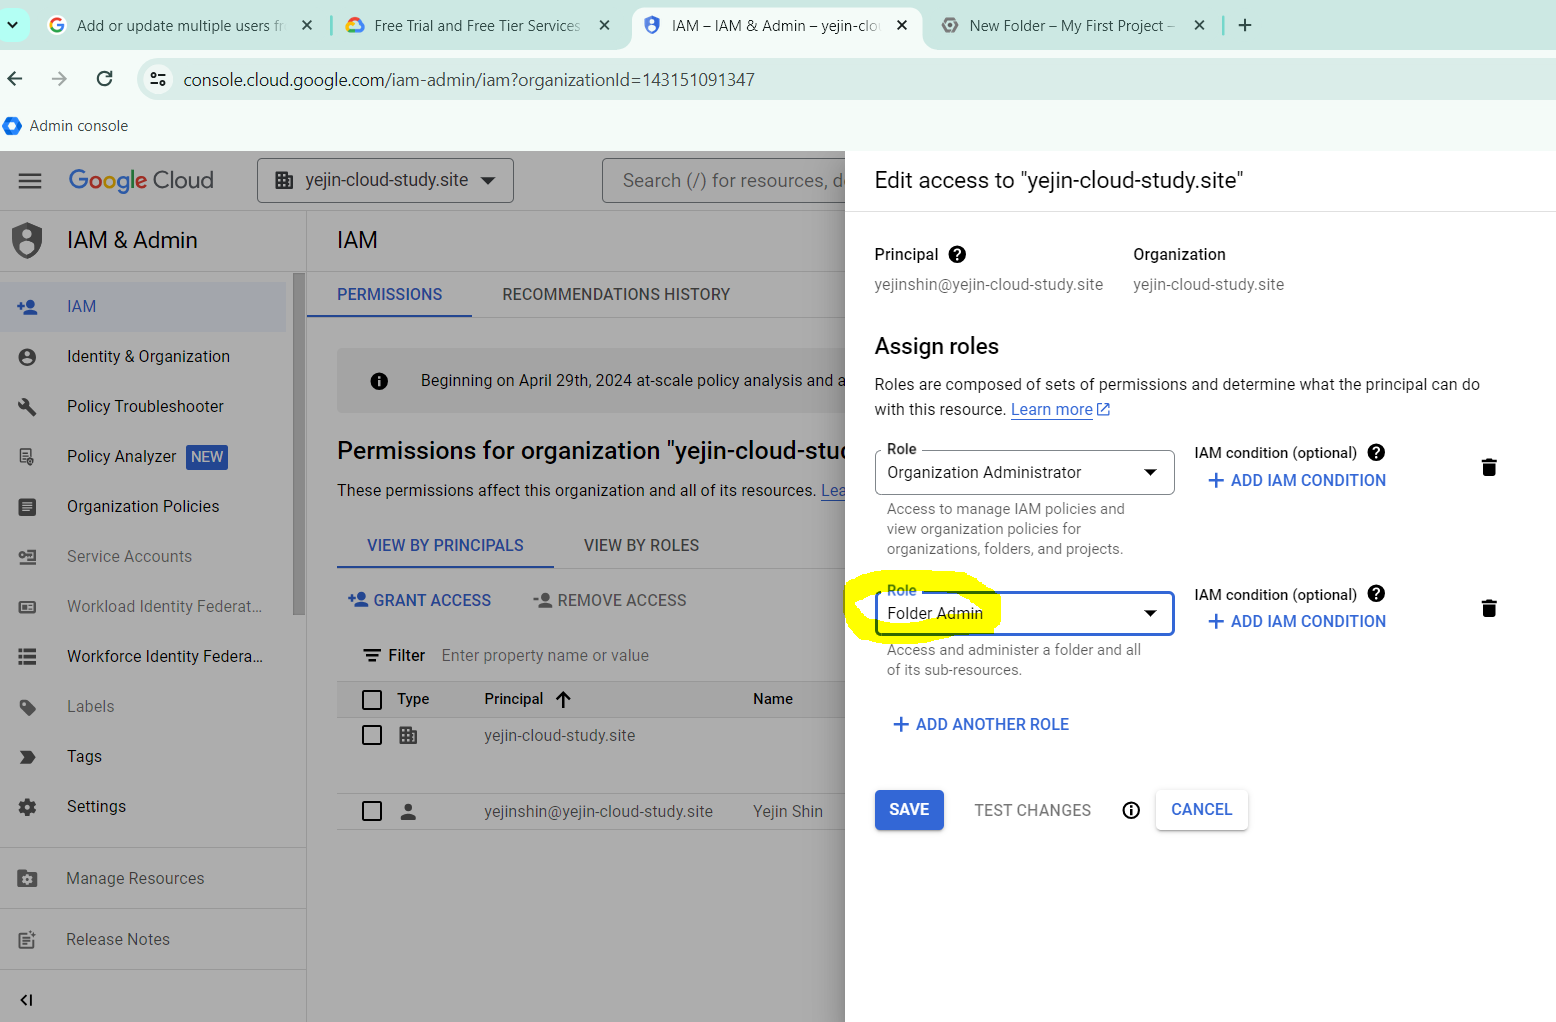 Add or update multiple users fr
Free Trial and Free Tier Services
IAM – IAM & Admin – yejin-clou
New Folder – My First Project –
console.cloud.google.com/iam-admin/iam?organizationId=143151091347
Admin console
Google Cloud
yejin-cloud-study.site
Search (/) for resources, do
IAM & Admin
IAM
Identity & Organization
Policy Troubleshooter
Policy Analyzer NEW
Organization Policies
Service Accounts
Workload Identity Federat...
Workforce Identity Federa...
Labels
Tags
Settings
Manage Resources
Release Notes
IAM
PERMISSIONS
RECOMMENDATIONS HISTORY
Beginning on April 29th, 2024 at-scale policy analysis and a
Permissions for organization "yejin-cloud-stud
These permissions affect this organization and all of its resources. Lea
VIEW BY PRINCIPALS
VIEW BY ROLES
GRANT ACCESS
REMOVE ACCESS
Filter Enter property name or value
Type Principal Name
yejin-cloud-study.site
yejinshin@yejin-cloud-study.site Yejin Shin
Edit access to "yejin-cloud-study.site"
Principal
Organization
yejinshin@yejin-cloud-study.site
yejin-cloud-study.site
Assign roles
Roles are composed of sets of permissions and determine what the principal can do
with this resource. Learn more
Role
Organization Administrator
IAM condition (optional)
+ ADD IAM CONDITION
Access to manage IAM policies and
view organization policies for
organizations, folders, and projects.
Role
Folder Admin
IAM condition (optional)
+ ADD IAM CONDITION
Access and administer a folder and all
of its sub-resources.
+ ADD ANOTHER ROLE
SAVE
TEST CHANGES
CANCEL